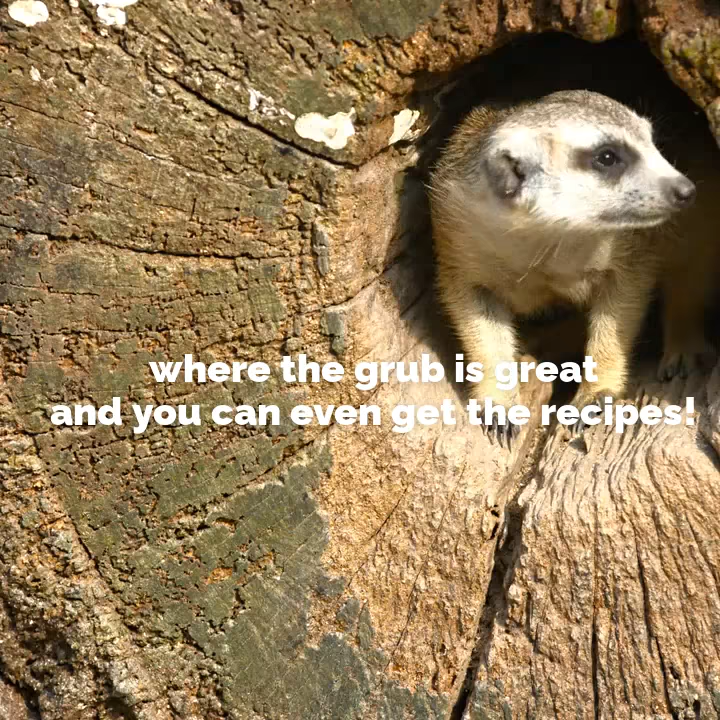 where the grub is great
and you can even get the recipes!